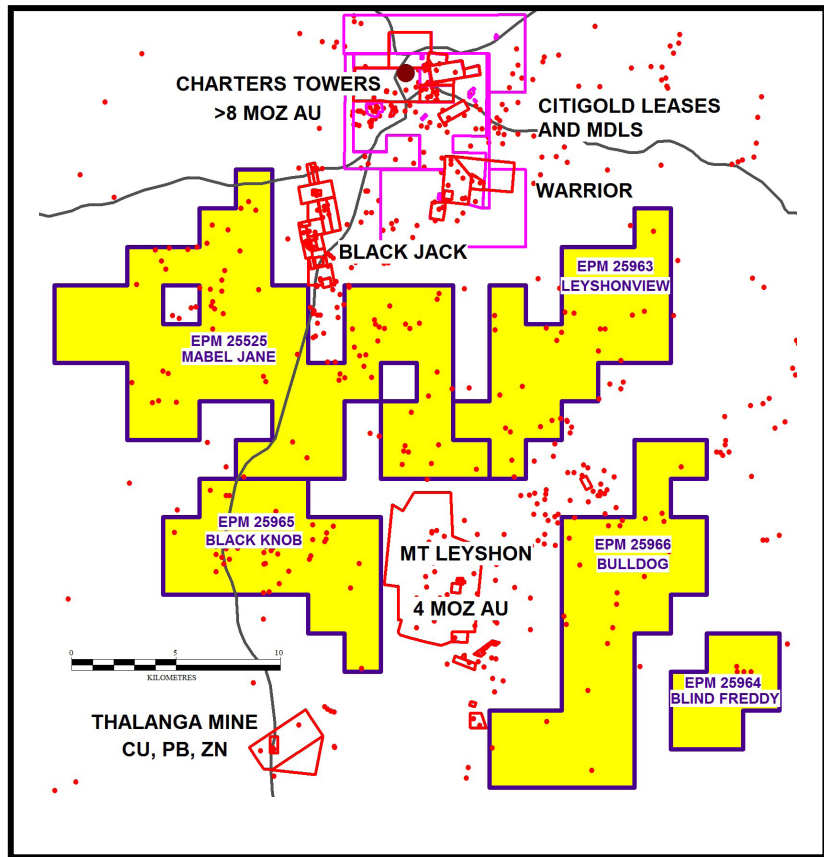 CHARTERS TOWERS
>8 MOZ AU
CITIGOLD LEASES
AND MDLS
WARRIOR
BLACK JACK
EPM 25963
LEYSHONVIEW
EPM 25525
MABEL JANE
EPM 25965
BLACK KNOB
MT LEYSHON
4 MOZ AU
EPM 25966
BULLDOG
0 5 10
KILOMETRES
EPM 25964
BLIND FREDDY
THALANGA MINE
CU, PB, ZN